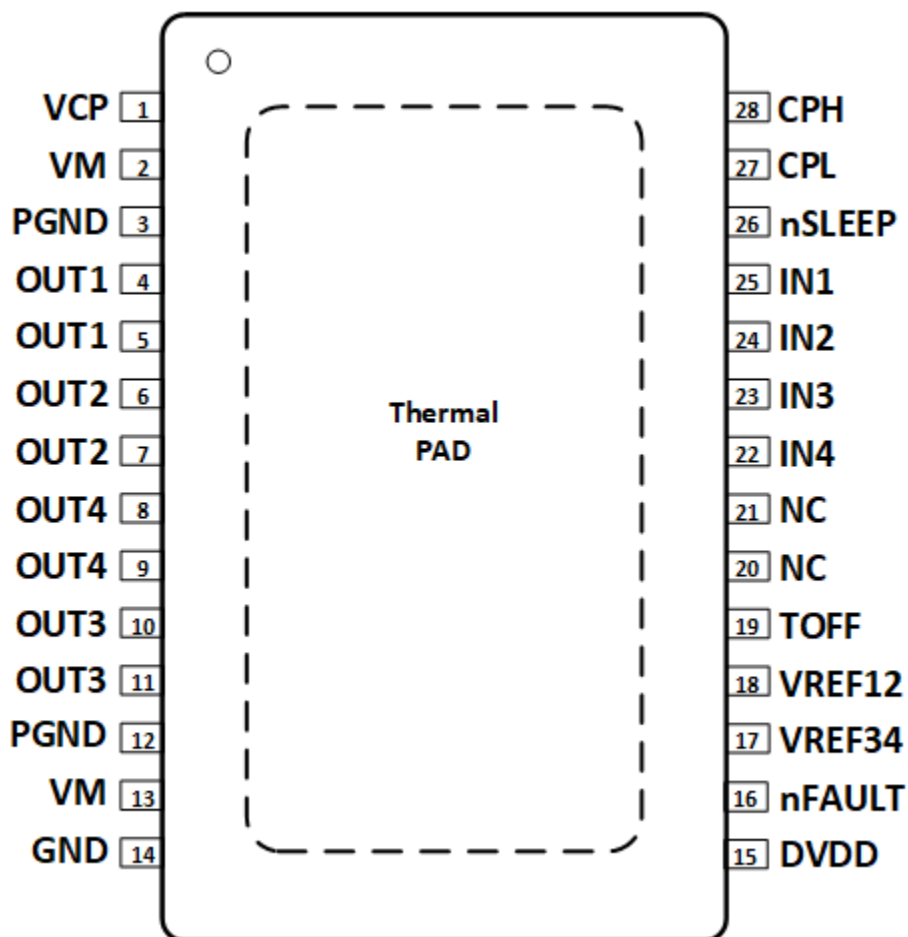 VCP 1
VM 2
PGND 3
OUT1 4
OUT1 5
OUT2 6
OUT2 7
OUT4 8
OUT4 9
OUT3 10
OUT3 11
PGND 12
VM 13
GND 14
Thermal
PAD
28 CPH
27 CPL
26 nSLEEP
25 IN1
24 IN2
23 IN3
22 IN4
21 NC
20 NC
19 TOFF
18 VREF12
17 VREF34
16 nFAULT
15 DVDD